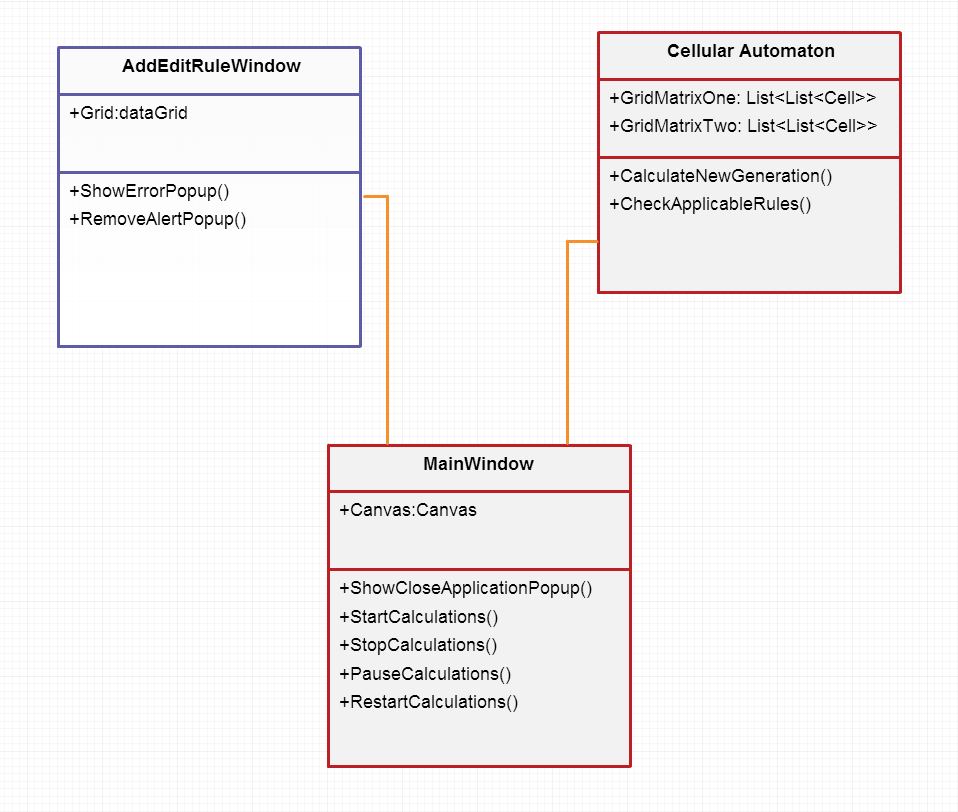 AddEditRuleWindow
+Grid:dataGrid
+ShowErrorPopup()
+RemoveAlertPopup()
Cellular Automaton
+GridMatrixOne: List<List<Cell>>
+GridMatrixTwo: List<List<Cell>>
+CalculateNewGeneration()
+CheckApplicableRules()
MainWindow
+Canvas:Canvas
+ShowCloseApplicationPopup()
+StartCalculations()
+StopCalculations()
+PauseCalculations()
+RestartCalculations()